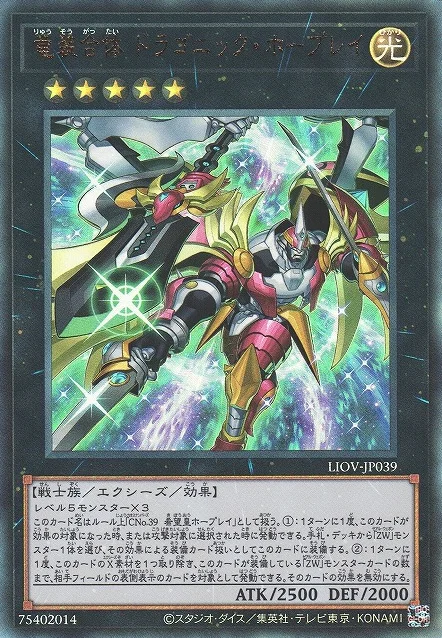 りゅう そう がっ たい
竜装合体 ドラゴニック・ホープレイ
ひかり
光
LIOV-JP039
【戦士族／エクシーズ／効果】
レベル５モンスター×３
このカード名はルール上「CNo.39 希望皇ホープレイ」として扱う。①：１ターンに１度、このカードが
効果の対象になった時、または攻撃対象に選択された時に発動できる。手札・デッキから「ZW」モ
ンスター１体を選び、その効果による装備カード扱いとしてこのカードに装備する。②：１ターンに
１度、このカードのX素材を１つ取り除き、このカードが装備している「ZW」モンスターカードの数
まで、相手フィールドの表側表示のカードを対象として発動できる。そのカードの効果を無効にする。
ATK/2500 DEF/2000
75402014
©スタジオ・ダイス／集英社・テレビ東京・KONAMI